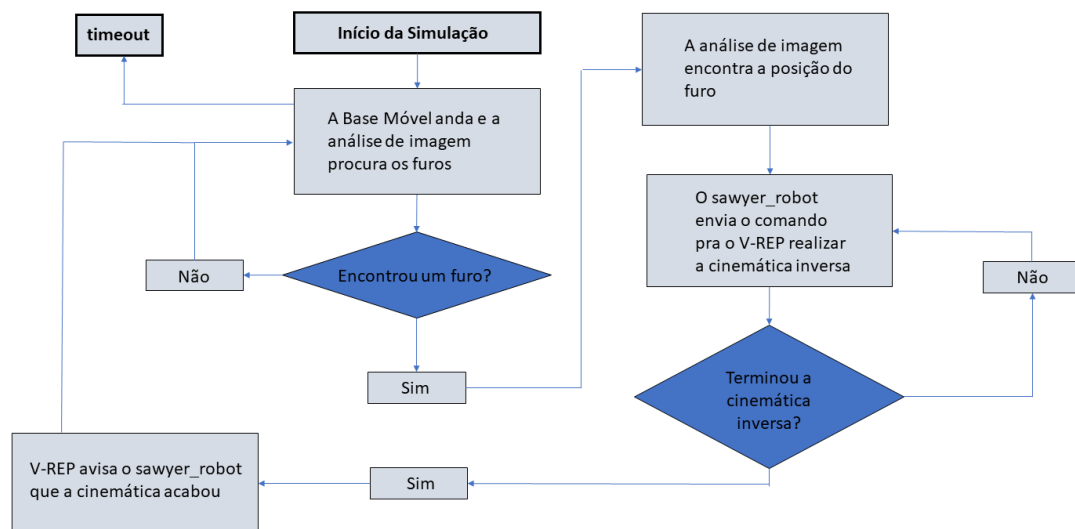 timeout
Início da Simulação
A Base Móvel anda e a
análise de imagem
procura os furos
Encontrou um furo?
Não
Sim
A análise de imagem
encontra a posição do
furo
O sawyer_robot
envia o comando
pra o V-REP realizar
a cinemática inversa
Não
Terminou a
cinemática
inversa?
Sim
V-REP avisa o sawyer_robot
que a cinemática acabou